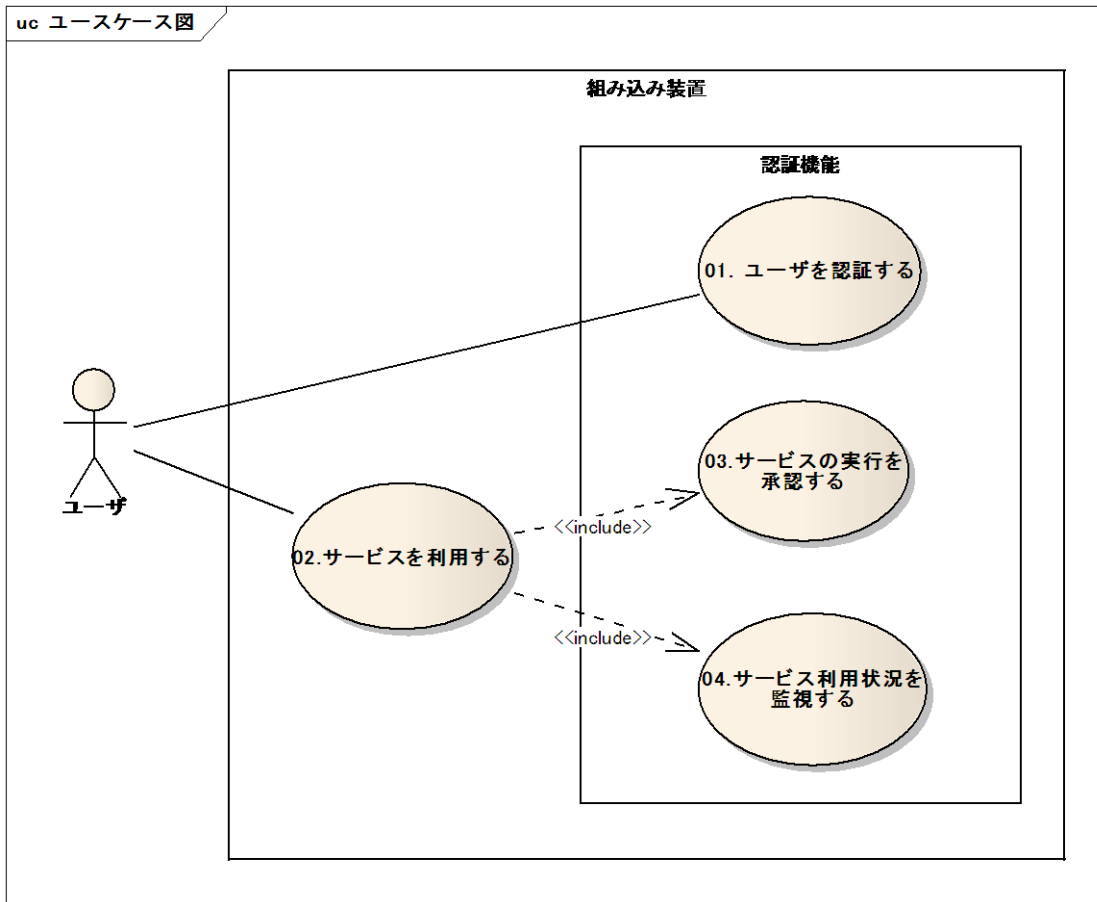 uc ユースケース図
組み込み装置
認証機能
01. ユーザを認証する
03.サービスの実行を
承認する
ユーザ
02.サービスを利用する
<<include>>
<<include>>
04.サービス利用状況を
監視する